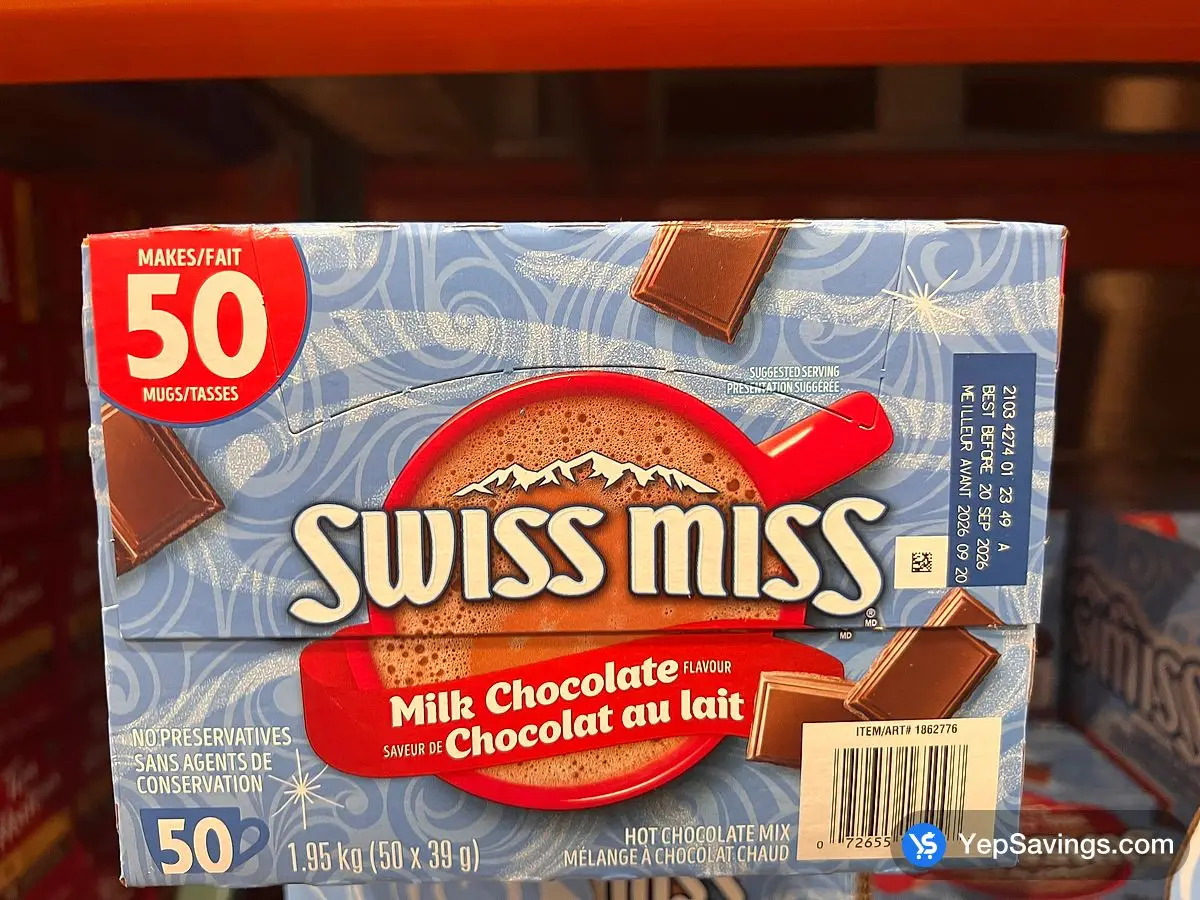 MAKES/FAIT
50
MUGS/TASSES
SUGGESTED SERVING
PRÉSENTATION SUGGÉRÉE
2103 4274 01 23 49 A
BEST BEFORE 20 SEP 2026
MEILLEUR AVANT 2026 09 20
SWISS MISS
®
MD
MD
Milk Chocolate FLAVOUR
SAVEUR DE Chocolat au lait
NO PRESERVATIVES
SANS AGENTS DE
CONSERVATION
50
1.95 kg (50 x 39 g)
HOT CHOCOLATE MIX
MÉLANGE À CHOCOLAT CHAUD
ITEM/ART# 1862776
0 72655
YepSavings.com
MISS